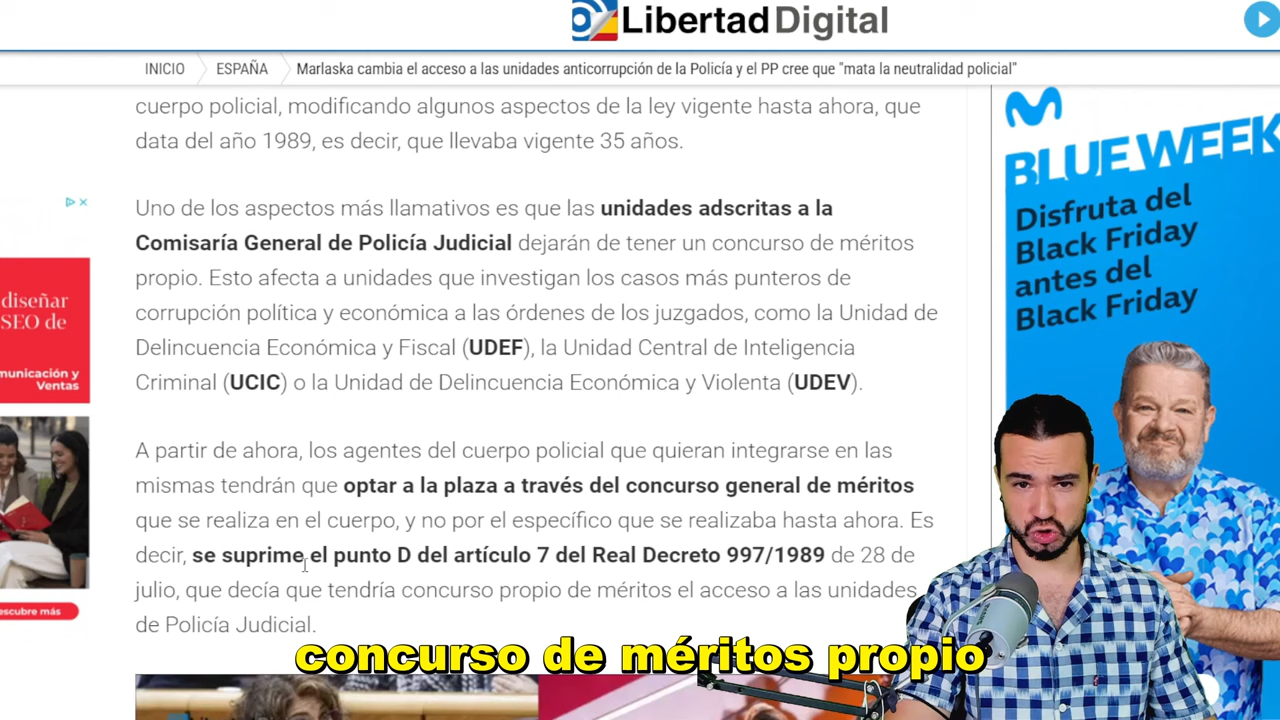 Libertad Digital
INICIO ESPAÑA Marlaska cambia el acceso a las unidades anticorrupción de la Policía y el PP cree que "mata la neutralidad policial"
cuerpo policial, modificando algunos aspectos de la ley vigente hasta ahora, que
data del año 1989, es decir, que llevaba vigente 35 años.
Uno de los aspectos más llamativos es que las unidades adscritas a la
Comisaría General de Policía Judicial dejarán de tener un concurso de méritos
propio. Esto afecta a unidades que investigan los casos más punteros de
corrupción política y económica a las órdenes de los juzgados, como la Unidad de
Delincuencia Económica y Fiscal (UDEF), la Unidad Central de Inteligencia
Criminal (UCIC) o la Unidad de Delincuencia Económica y Violenta (UDEV).
A partir de ahora, los agentes del cuerpo policial que quieran integrarse en las
mismas tendrán que optar a la plaza a través del concurso general de méritos
que se realiza en el cuerpo, y no por el específico que se realizaba hasta ahora. Es
decir, se suprime el punto D del artículo 7 del Real Decreto 997/1989 de 28 de
julio, que decía que tendría concurso propio de méritos el acceso a las unidades
de Policía Judicial.
concurso de méritos propio
diseñar
SEO de
municación y
Ventas
escubre más
BLUE WEEK
Disfruta del
Black Friday
antes del
Black Friday